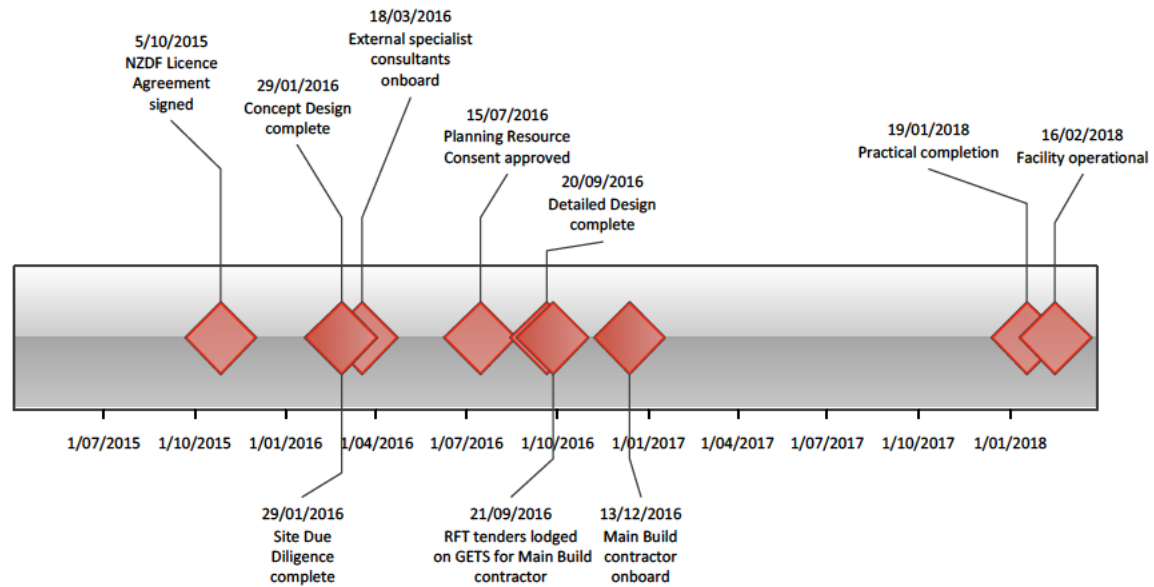 5/10/2015
NZDF Licence
Agreement
signed
29/01/2016
Concept Design
complete
18/03/2016
External specialist
consultants
onboard
15/07/2016
Planning Resource
Consent approved
20/09/2016
Detailed Design
complete
19/01/2018
Practical completion
16/02/2018
Facility operational
1/07/2015
1/10/2015
1/01/2016
1/04/2016
1/07/2016
1/10/2016
1/01/2017
1/04/2017
1/07/2017
1/10/2017
1/01/2018
29/01/2016
Site Due
Diligence
complete
21/09/2016
RFT tenders lodged
on GETS for Main Build
contractor
13/12/2016
Main Build
contractor
onboard